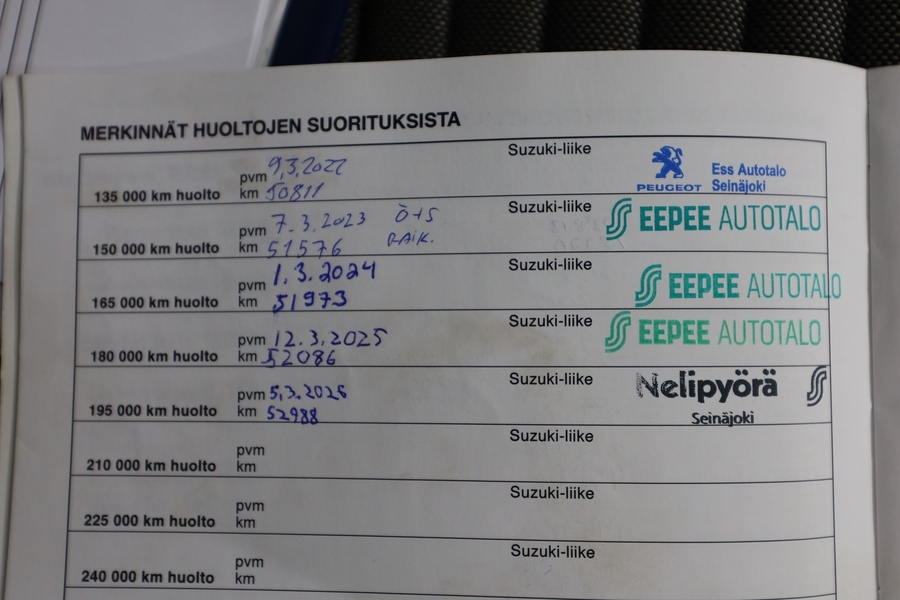 MERKINNÄT HUOLTOJEN SUORITUKSISTA
135 000 km huolto pvm 9.3.2022 km 50811 Suzuki-liike PEUGEOT Ess Autotalo Seinäjoki
150 000 km huolto pvm 7.3.2023 Ö+S km 51576 RAIK. Suzuki-liike EEPEE AUTOTALO
165 000 km huolto pvm 1.3.2024 km 51973 Suzuki-liike EEPEE AUTOTALO
180 000 km huolto pvm 12.3.2025 km 52086 Suzuki-liike EEPEE AUTOTALO
195 000 km huolto pvm 5.3.2026 km 52988 Suzuki-liike Nelipyörä Seinäjoki
210 000 km huolto pvm km Suzuki-liike
225 000 km huolto pvm km Suzuki-liike
240 000 km huolto pvm km Suzuki-liike